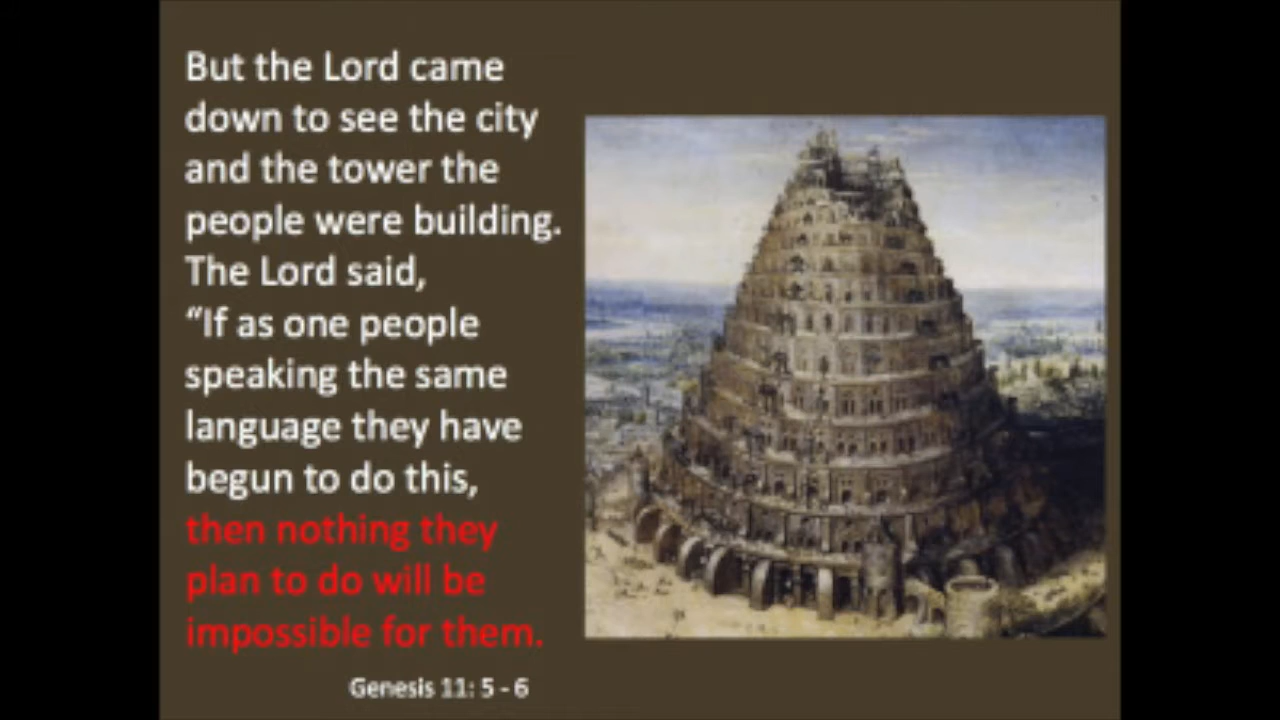 But the Lord came
down to see the city
and the tower the
people were building.
The Lord said,
“If as one people
speaking the same
language they have
begun to do this,
then nothing they
plan to do will be
impossible for them.
Genesis 11: 5 - 6